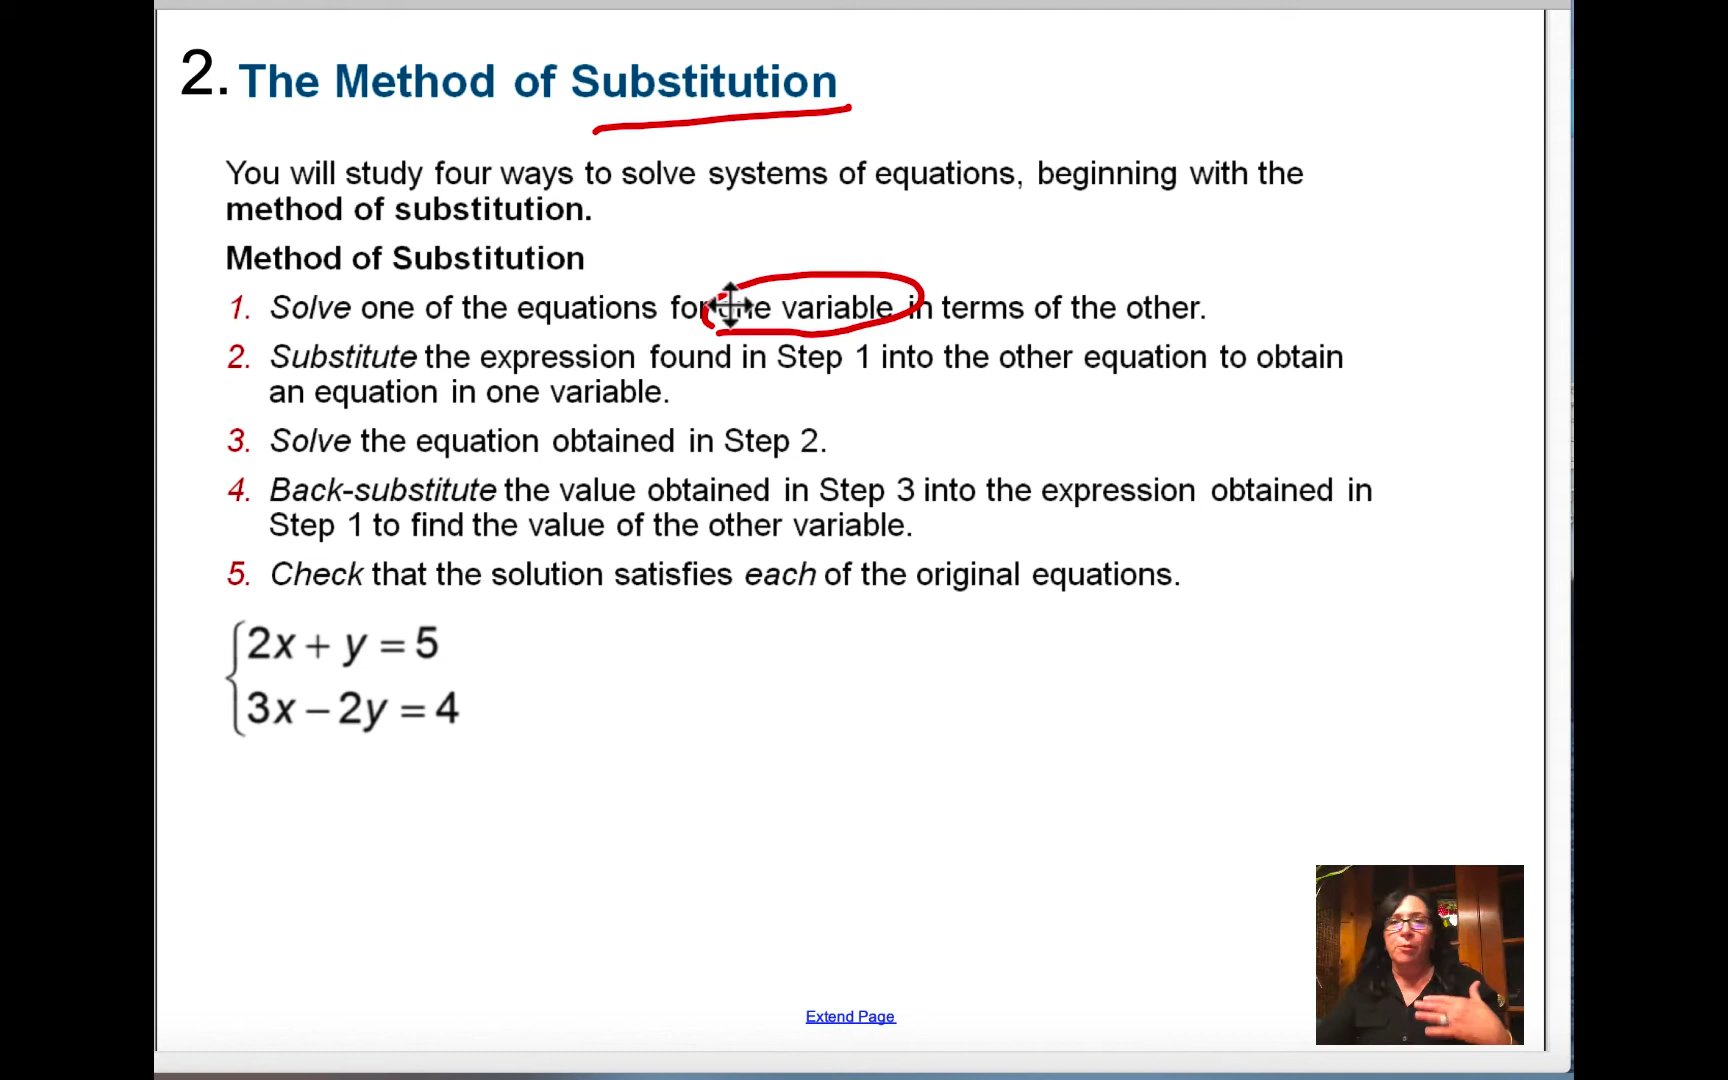 2. The Method of Substitution
You will study four ways to solve systems of equations, beginning with the
method of substitution.
Method of Substitution
1. Solve one of the equations for one variable in terms of the other.
2. Substitute the expression found in Step 1 into the other equation to obtain
an equation in one variable.
3. Solve the equation obtained in Step 2.
4. Back-substitute the value obtained in Step 3 into the expression obtained in
Step 1 to find the value of the other variable.
5. Check that the solution satisfies each of the original equations.
2x + y = 5
3x − 2y = 4
Extend Page